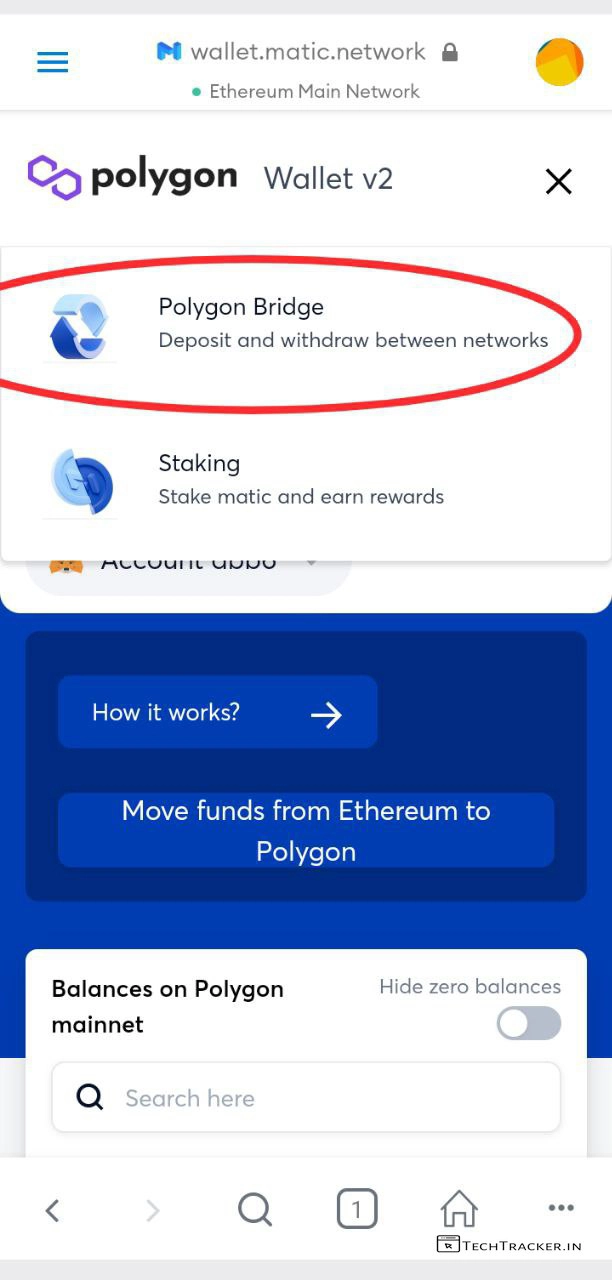 wallet.matic.network
Ethereum Main Network
polygon Wallet v2
Polygon Bridge
Deposit and withdraw between networks
Staking
Stake matic and earn rewards
Account
How it works?
Move funds from Ethereum to
Polygon
Balances on Polygon
mainnet
Hide zero balances
Search here
1
TECHTRACKER.IN